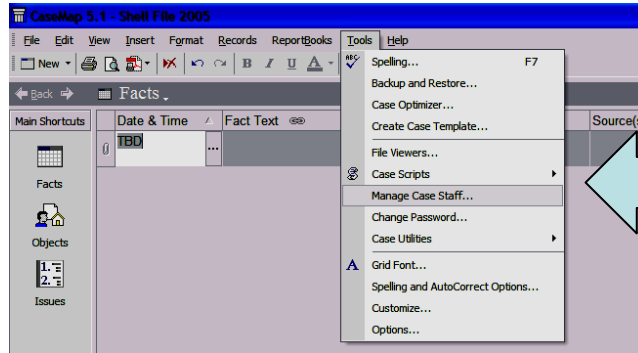 CaseMap 5.1 - Shell File 2005
File Edit View Insert Format Records ReportBooks Tools Help
New B I U A ABC Spelling... F7
Backup and Restore...
Back Facts
Case Optimizer...
Main Shortcuts Date & Time Fact Text Source(s
Create Case Template...
TBD ...
File Viewers...
Case Scripts
Facts
Manage Case Staff...
Change Password...
Objects
Case Utilities
1.
2.
A Grid Font...
Issues
Spelling and AutoCorrect Options...
Customize...
Options...